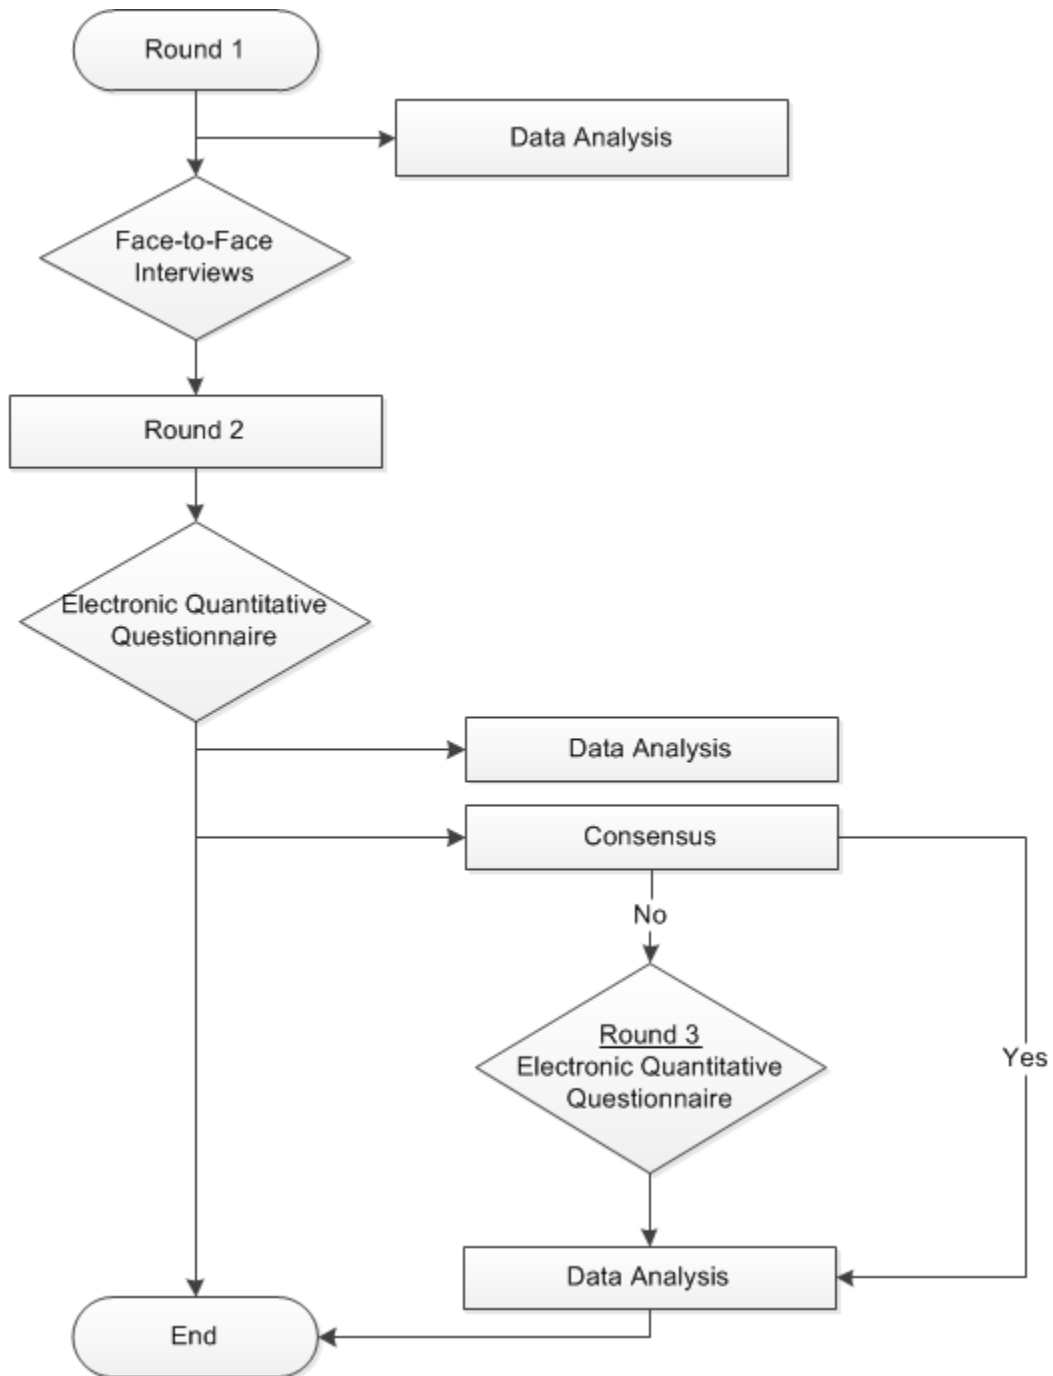 Round 1
Data Analysis
Face-to-Face
Interviews
Round 2
Electronic Quantitative
Questionnaire
Data Analysis
Consensus
No
Round 3
Electronic Quantitative
Questionnaire
Yes
Data Analysis
End